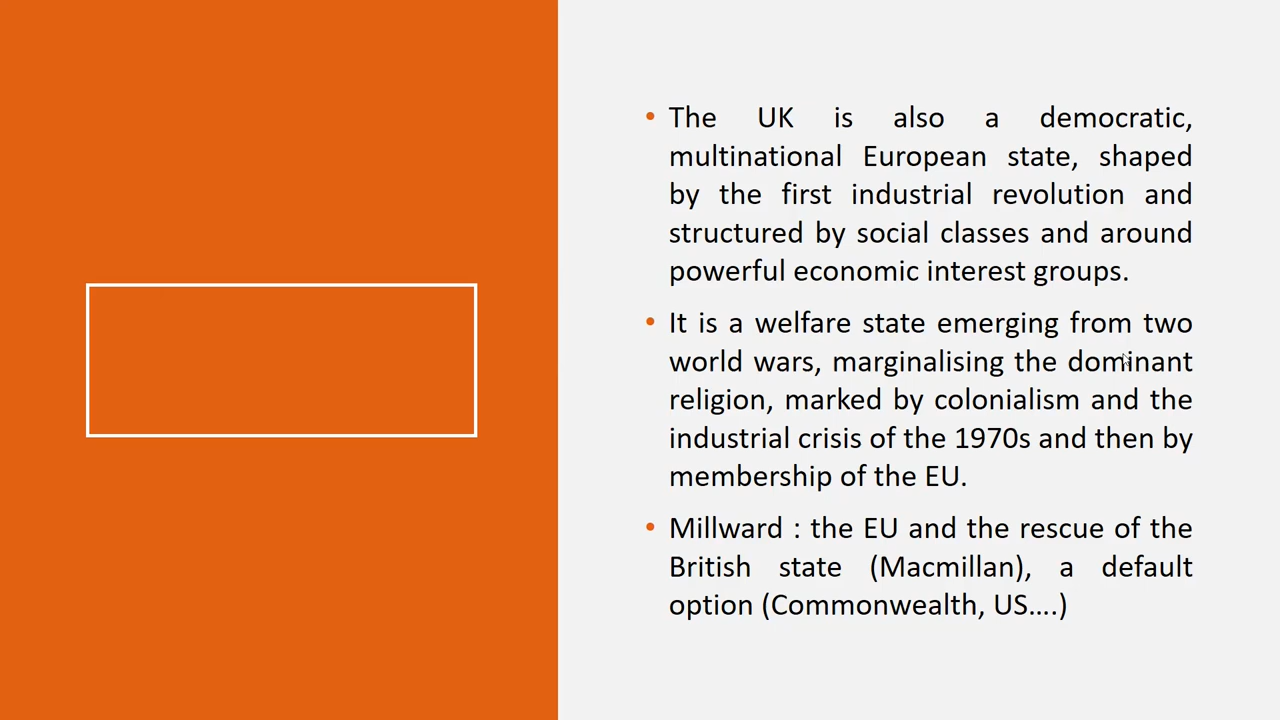 • The UK is also a democratic,
multinational European state, shaped
by the first industrial revolution and
structured by social classes and around
powerful economic interest groups.
• It is a welfare state emerging from two
world wars, marginalising the dominant
religion, marked by colonialism and the
industrial crisis of the 1970s and then by
membership of the EU.
• Millward : the EU and the rescue of the
British state (Macmillan), a default
option (Commonwealth, US....)